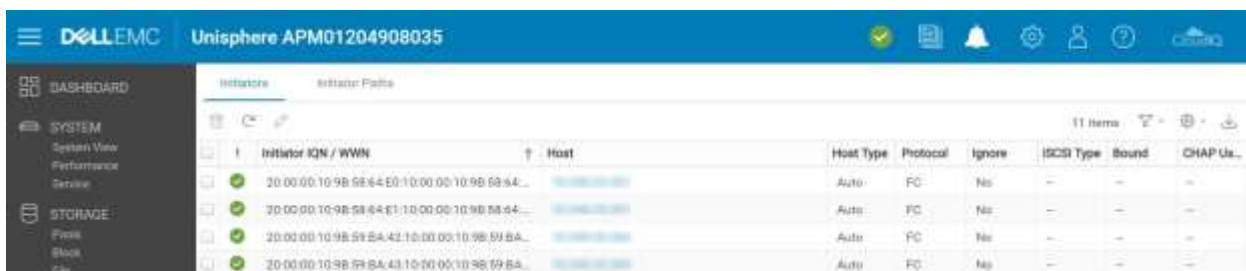 DELLEMC Unisphere APM01204908035
DASHBOARD
SYSTEM
System View
Performance
Service
STORAGE
Pools
Block
Initiators Initiator Paths
11 items
! Initiator IQN / WWN ↑ Host Host Type Protocol Ignore iSCSI Type Bound CHAP Us...
20:00:00:10:9B:58:64:E0:10:00:00:10:9B:58:64:... Auto FC No -- -- --
20:00:00:10:9B:58:64:E1:10:00:00:10:9B:58:64:... Auto FC No -- -- --
20:00:00:10:9B:59:BA:42:10:00:00:10:9B:59:BA... Auto FC No -- -- --
20:00:00:10:9B:59:BA:43:10:00:00:10:9B:59:BA... Auto FC No -- -- --